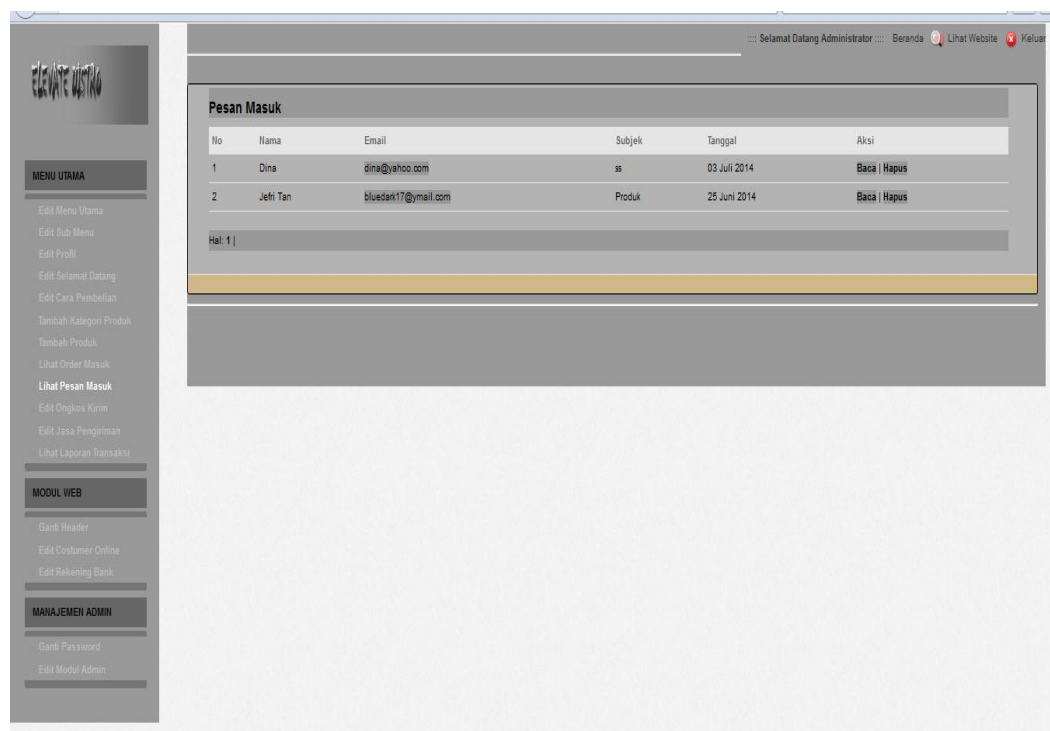 :::: Selamat Datang Administrator :::: Beranda Lihat Website Keluar
ELEVATE DISTRO
Pesan Masuk
No Nama Email Subjek Tanggal Aksi
1 Dina dina@yahoo.com ss 03 Juli 2014 Baca | Hapus
2 Jefri Tan bluedark17@ymail.com Produk 25 Juni 2014 Baca | Hapus
Hal: 1 |
MENU UTAMA
Edit Menu Utama
Edit Sub Menu
Edit Profil
Edit Selamat Datang
Edit Cara Pembelian
Tambah Kategori Produk
Tambah Produk
Lihat Order Masuk
Lihat Pesan Masuk
Edit Ongkos Kirim
Edit Jasa Pengiriman
Lihat Laporan Transaksi
MODUL WEB
Ganti Header
Edit Costumer Online
Edit Rekening Bank
MANAJEMEN ADMIN
Ganti Password
Edit Modul Admin